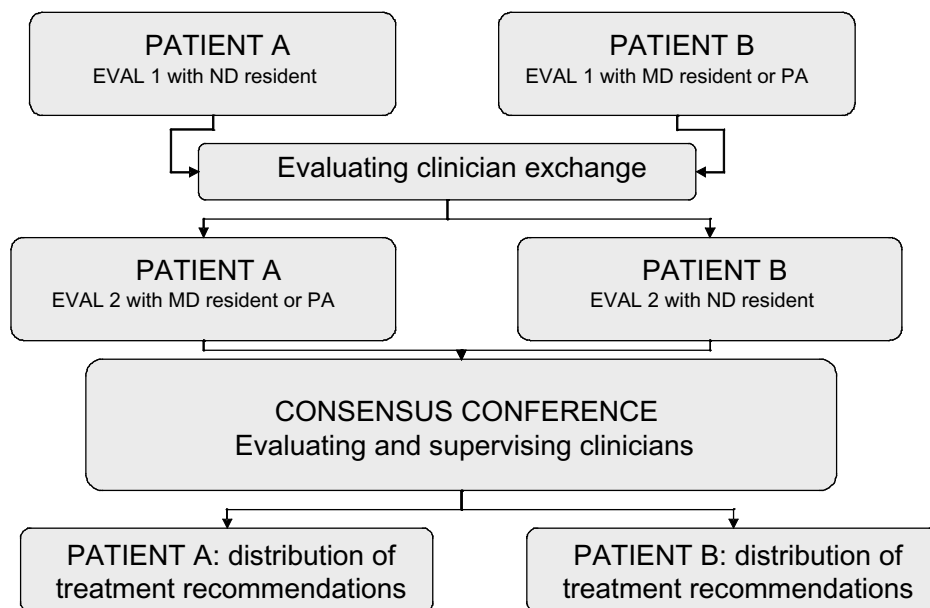 PATIENT A
EVAL 1 with ND resident
PATIENT B
EVAL 1 with MD resident or PA
Evaluating clinician exchange
PATIENT A
EVAL 2 with MD resident or PA
PATIENT B
EVAL 2 with ND resident
CONSENSUS CONFERENCE
Evaluating and supervising clinicians
PATIENT A: distribution of
treatment recommendations
PATIENT B: distribution of
treatment recommendations